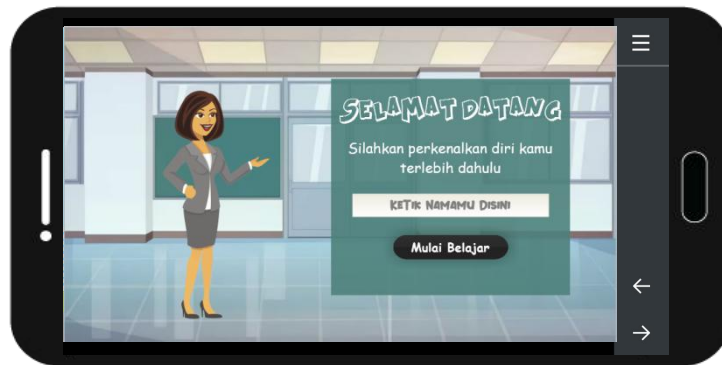 SELAMAT DATANG
Silahkan perkenalkan diri kamu
terlebih dahulu
KETIK NAMAMU DISINI
Mulai Belajar